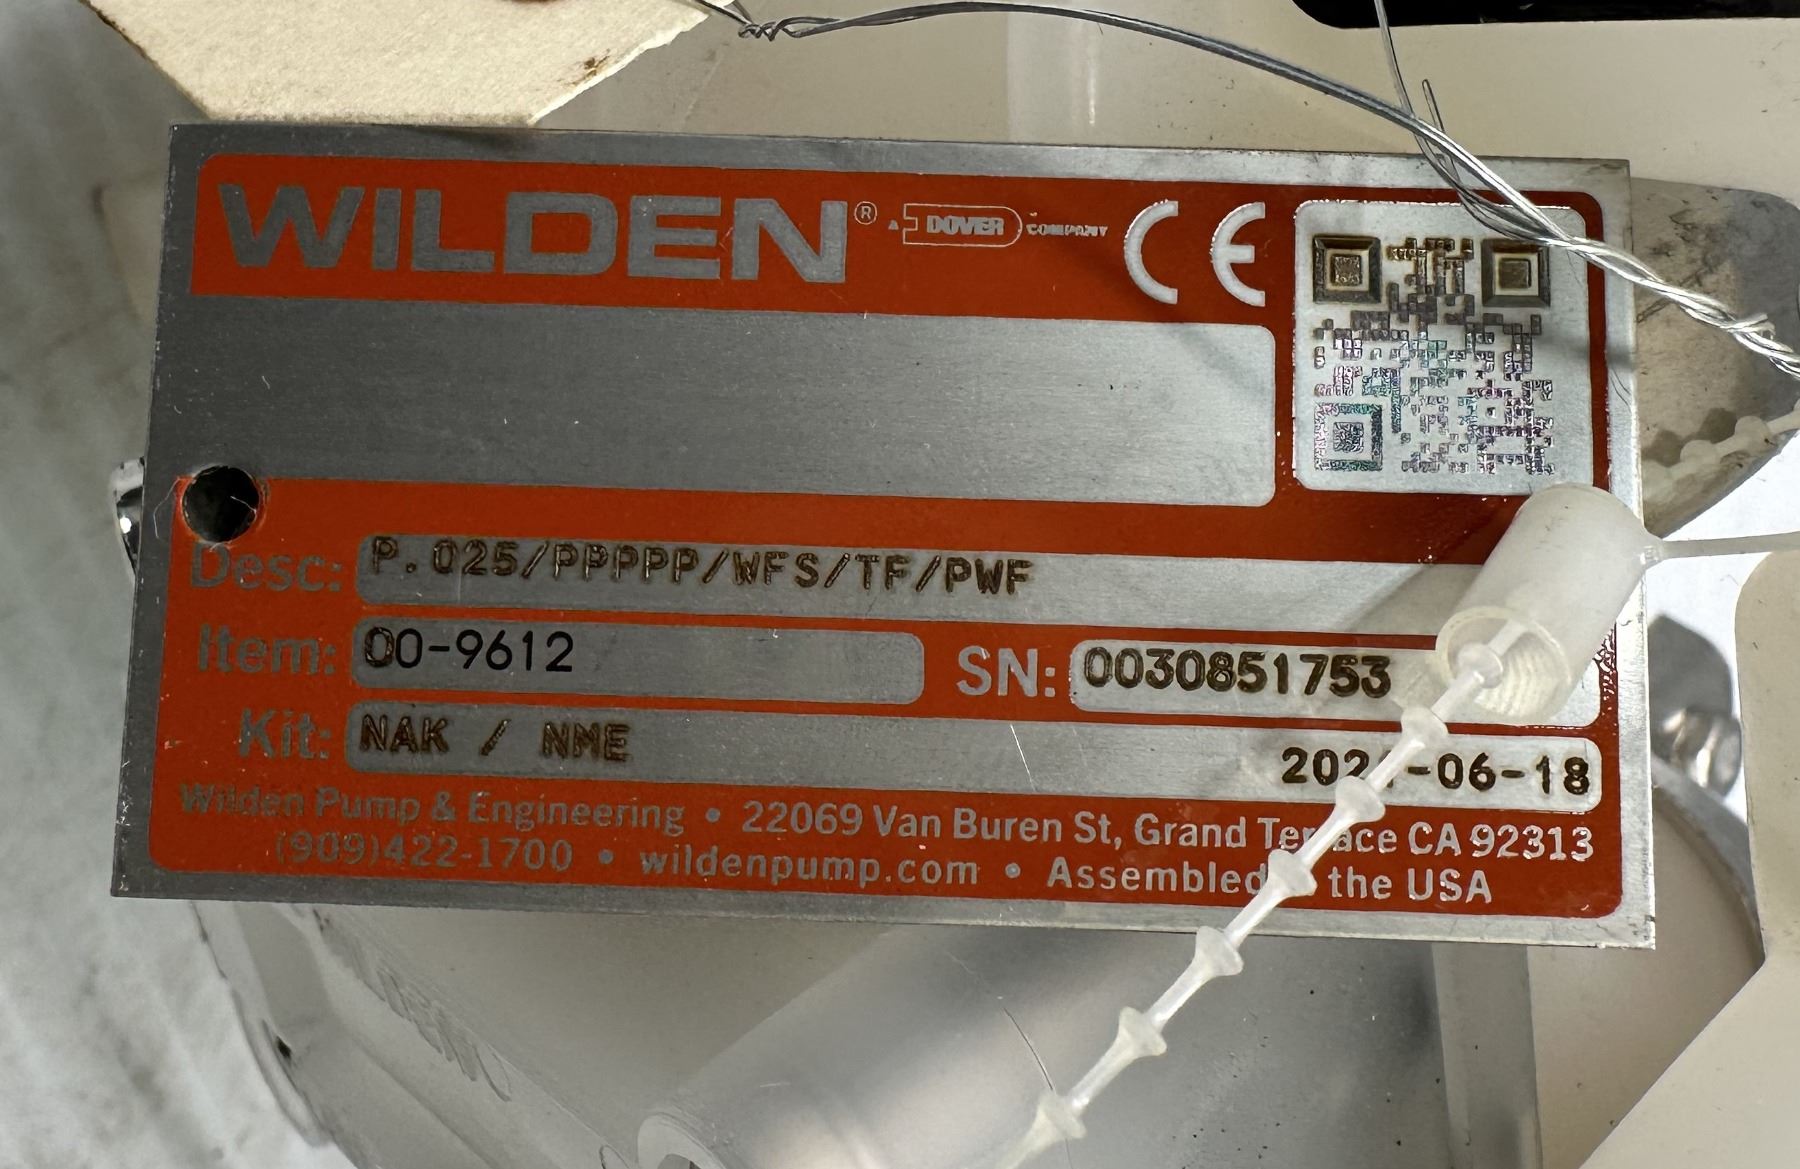 WILDEN® A DOVER COMPANY CE
Desc: P.025/PPPPP/WFS/TF/PWF
Item: 00-9612 SN: 0030851753
Kit: NAK / NME -06-18
Wilden Pump & Engineering • 22069 Van Buren St, Grand Terrace CA 92313
(909)422-1700 • wildenpump.com • Assembled the USA